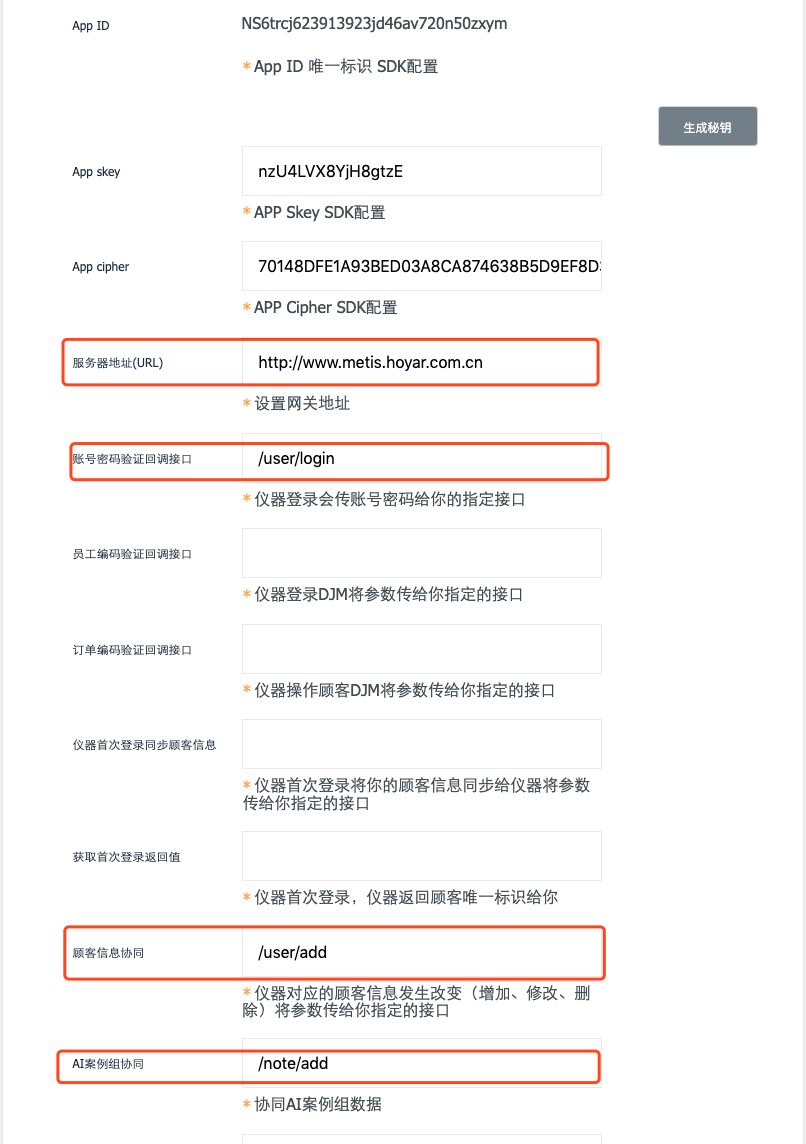 App ID
NS6trcj623913923jd46av720n50zxym
* App ID 唯一标识 SDK配置
生成秘钥
App skey
nzU4LVX8YjH8gtzE
* APP Skey SDK配置
App cipher
70148DFE1A93BED03A8CA874638B5D9EF8D
* APP Cipher SDK配置
服务器地址(URL)
http://www.metis.hoyar.com.cn
* 设置网关地址
账号密码验证回调接口
/user/login
* 仪器登录会传账号密码给你的指定接口
员工编码验证回调接口
* 仪器登录DJM将参数传给你指定的接口
订单编码验证回调接口
* 仪器操作顾客DJM将参数传给你指定的接口
仪器首次登录同步顾客信息
* 仪器首次登录将你的顾客信息同步给仪器将参数
传给你指定的接口
获取首次登录返回值
* 仪器首次登录，仪器返回顾客唯一标识给你
顾客信息协同
/user/add
* 仪器对应的顾客信息发生改变（增加、修改、删
除）将参数传给你指定的接口
AI案例组协同
/note/add
* 协同AI案例组数据